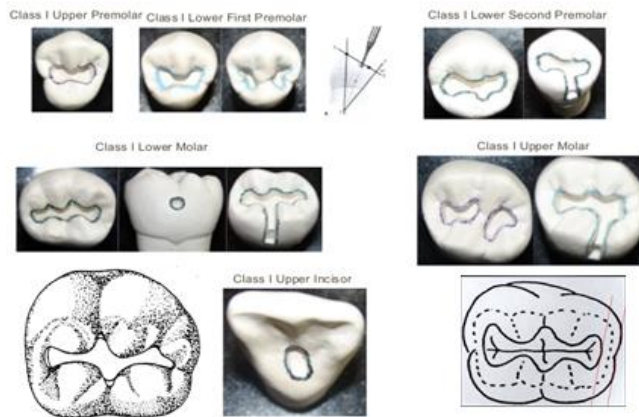 Class I Upper Premolar
Class I Lower First Premolar
Class I Lower Second Premolar
Class I Lower Molar
Class I Upper Molar
Class I Upper Incisor